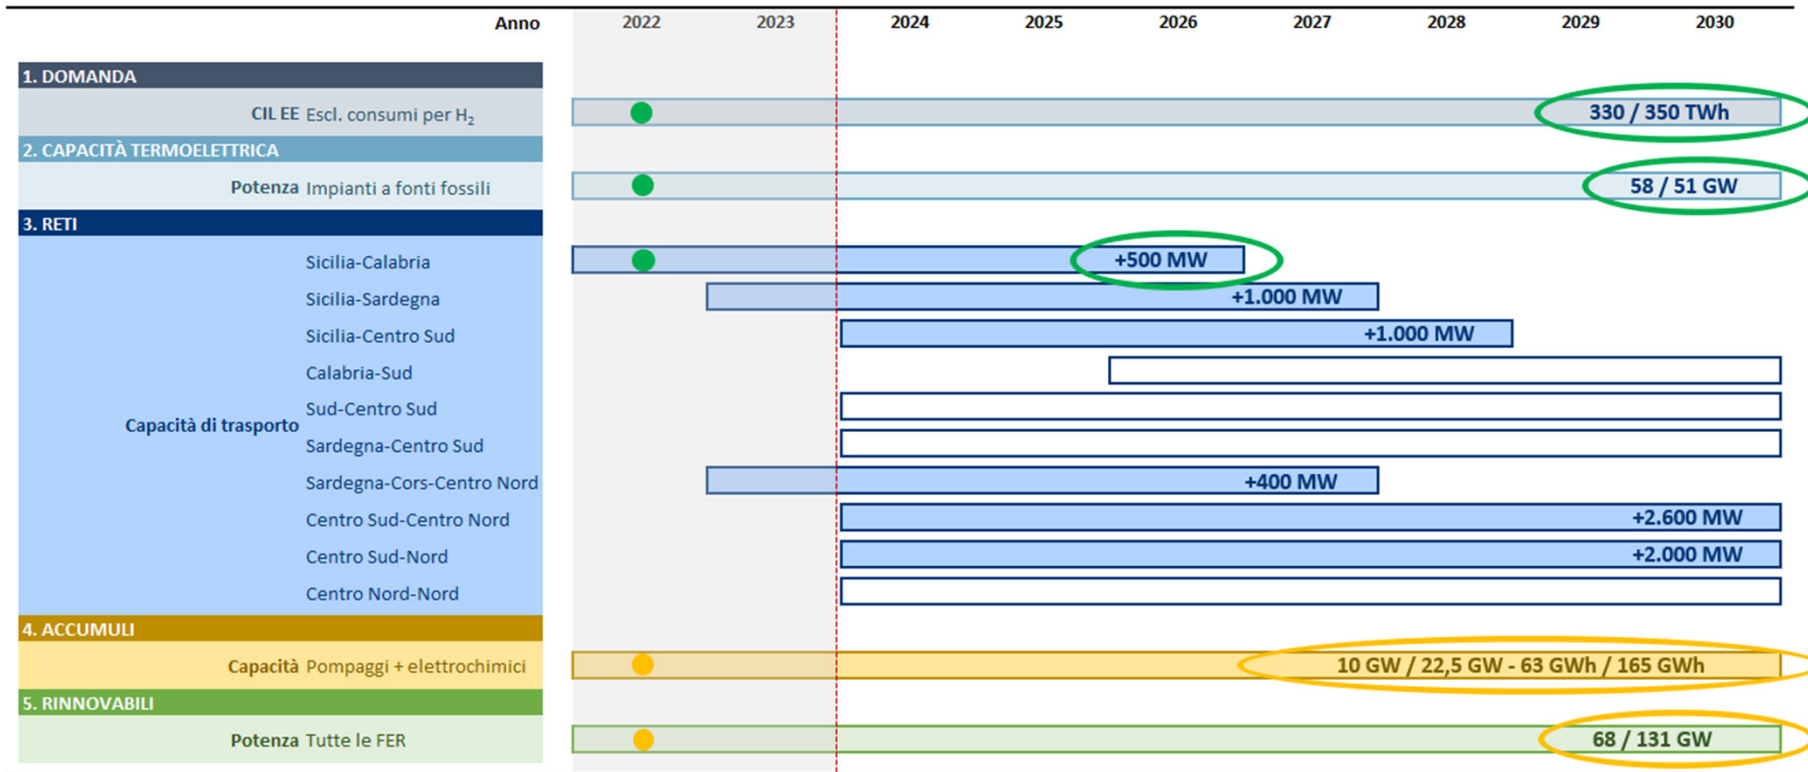 Anno 2022 2023 2024 2025 2026 2027 2028 2029 2030
1. DOMANDA
CIL EE Escl. consumi per H₂ 330 / 350 TWh
2. CAPACITÀ TERMOELETTRICA
Potenza Impianti a fonti fossili 58 / 51 GW
3. RETI
Sicilia-Calabria +500 MW
Sicilia-Sardegna +1.000 MW
Sicilia-Centro Sud +1.000 MW
Calabria-Sud
Sud-Centro Sud
Capacità di trasporto
Sardegna-Centro Sud
Sardegna-Cors-Centro Nord +400 MW
Centro Sud-Centro Nord +2.600 MW
Centro Sud-Nord +2.000 MW
Centro Nord-Nord
4. ACCUMULI
Capacità Pompaggi + elettrochimici 10 GW / 22,5 GW - 63 GWh / 165 GWh
5. RINNOVABILI
Potenza Tutte le FER 68 / 131 GW